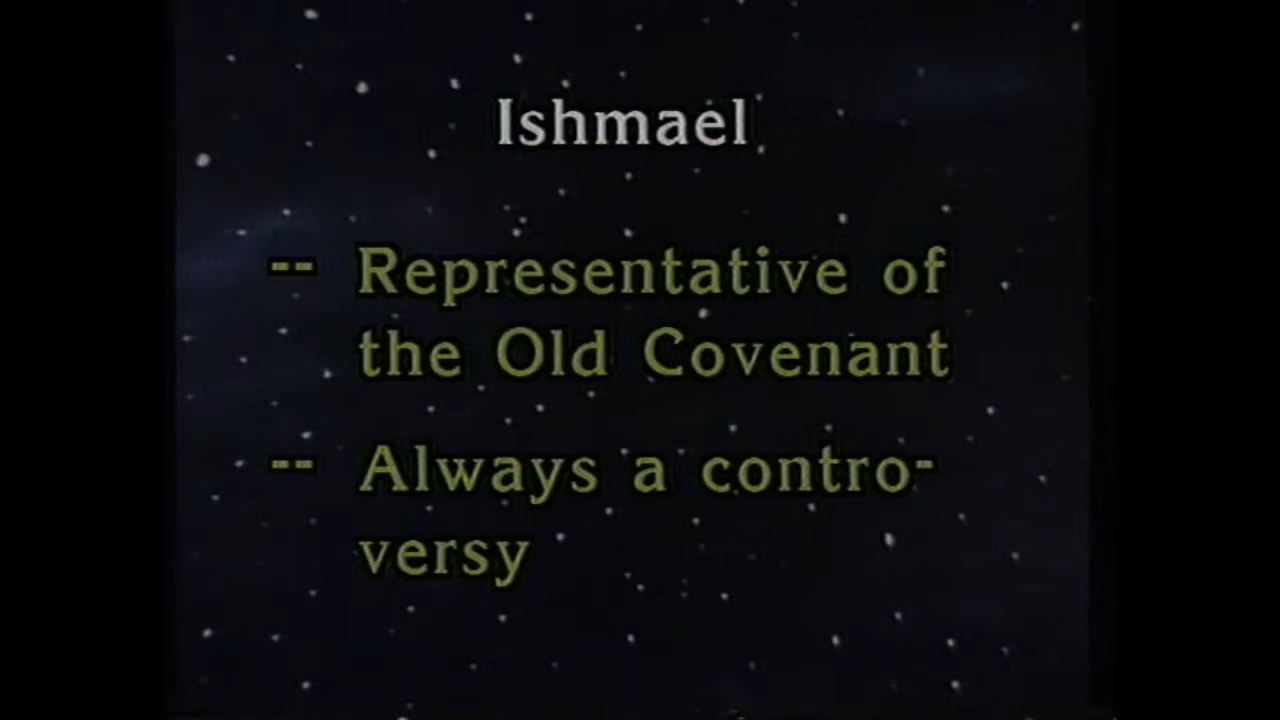 Ishmael
-- Representative of
the Old Covenant
-- Always a contro-
versy